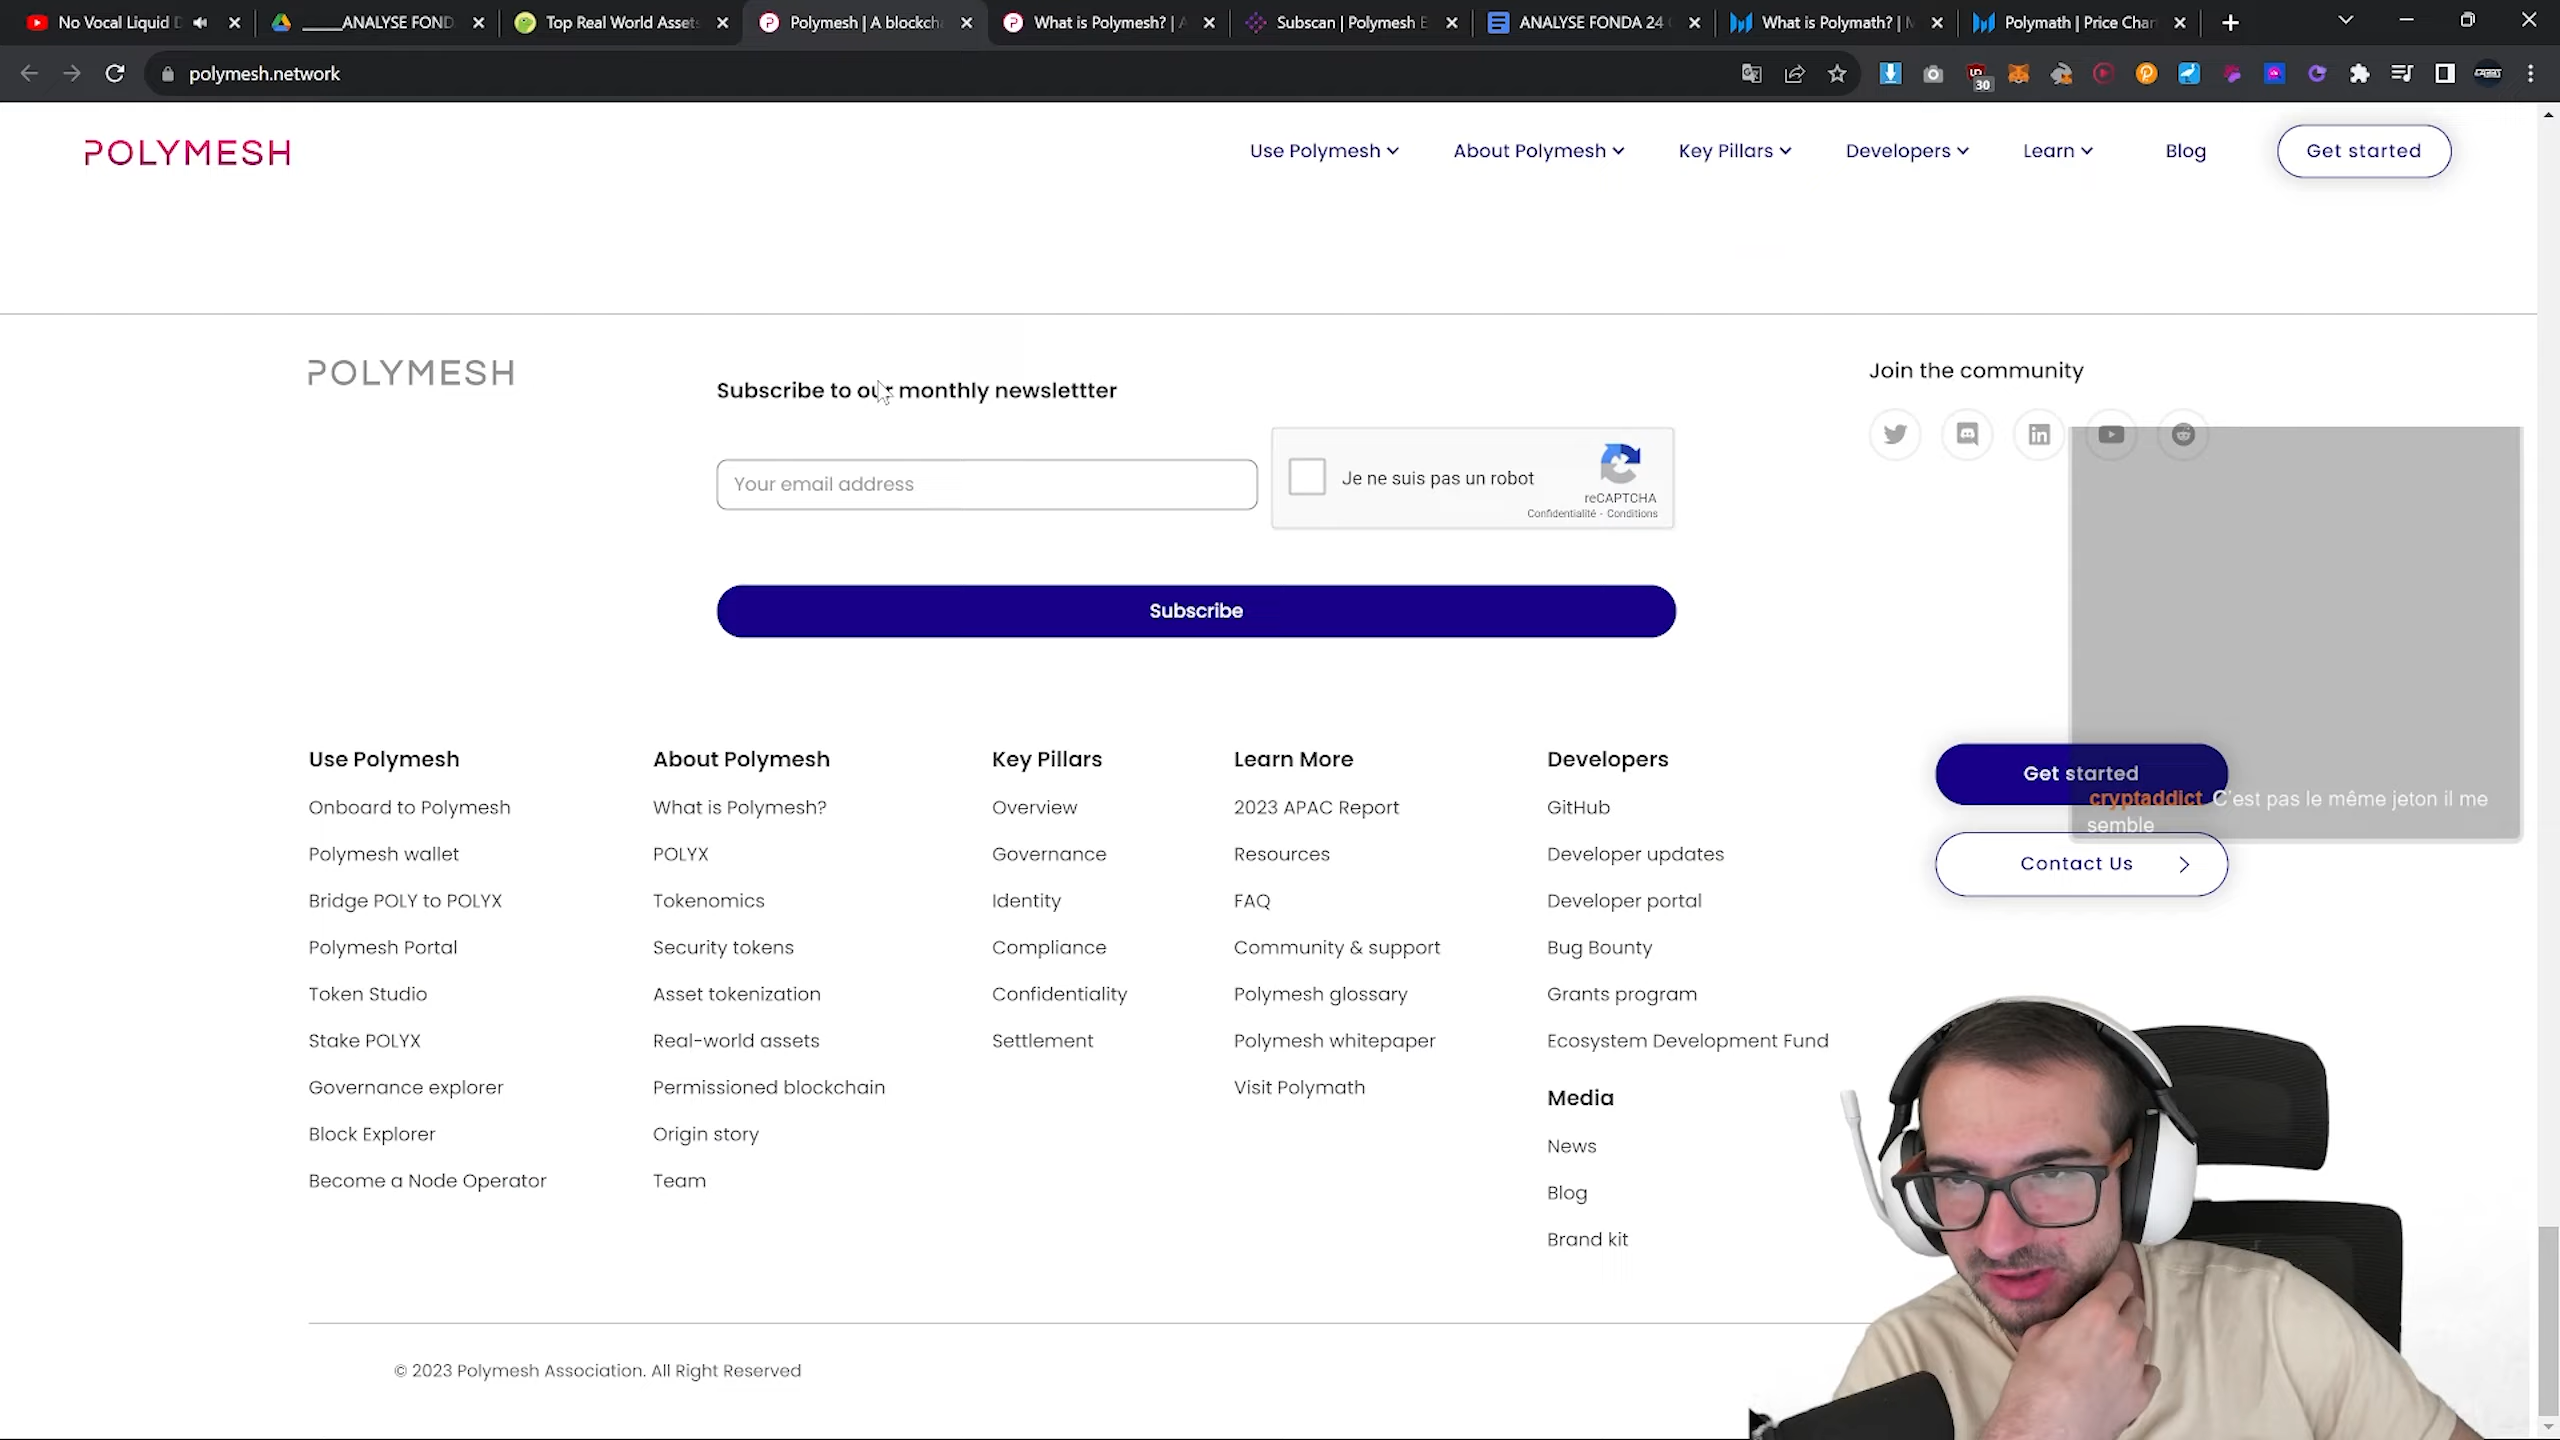 No Vocal Liquid D
_____ANALYSE FOND
Top Real World Asset
Polymesh | A blockch
What is Polymesh? | A
Subscan | Polymesh E
ANALYSE FONDA 24
What is Polymath? |
Polymath | Price Char
polymesh.network
30
POLYMESH
Use Polymesh
About Polymesh
Key Pillars
Developers
Learn
Blog
Get started
POLYMESH
Subscribe to our monthly newslettter
Your email address
Je ne suis pas un robot
reCAPTCHA
Confidentialité - Conditions
Subscribe
Join the community
Use Polymesh
Onboard to Polymesh
Polymesh wallet
Bridge POLY to POLYX
Polymesh Portal
Token Studio
Stake POLYX
Governance explorer
Block Explorer
Become a Node Operator
About Polymesh
What is Polymesh?
POLYX
Tokenomics
Security tokens
Asset tokenization
Real-world assets
Permissioned blockchain
Origin story
Team
Key Pillars
Overview
Governance
Identity
Compliance
Confidentiality
Settlement
Learn More
2023 APAC Report
Resources
FAQ
Community & support
Polymesh glossary
Polymesh whitepaper
Visit Polymath
Developers
GitHub
Developer updates
Developer portal
Bug Bounty
Grants program
Ecosystem Development Fund
Media
News
Blog
Brand kit
Get started
cryptaddict C'est pas le même jeton il me
semble
Contact Us
© 2023 Polymesh Association. All Right Reserved